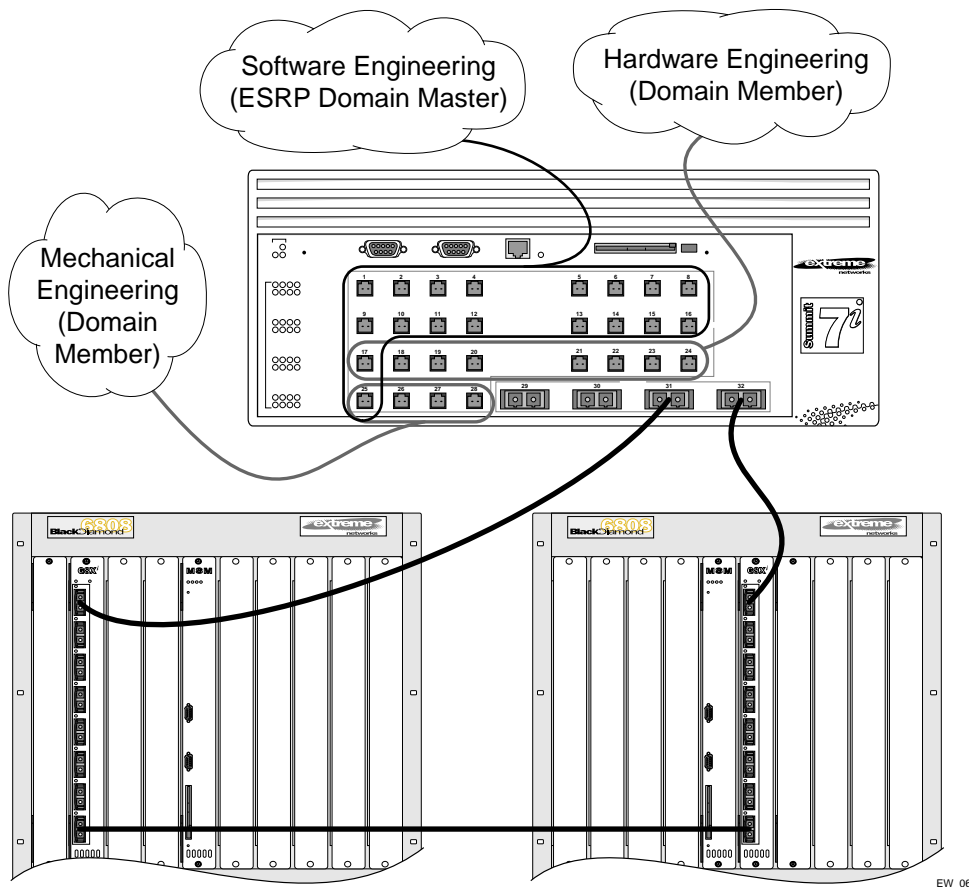 Software Engineering
(ESRP Domain Master)
Hardware Engineering
(Domain Member)
Mechanical
Engineering
(Domain
Member)
1 2 3 4 5 6 7 8
9 10 11 12 13 14 15 16
17 18 19 20 21 22 23 24
25 26 27 28 29 30 31 32
extreme
networks
Summit
7i
BlackDiamond
6808
extreme
networks
G8Xi
MSM
BlackDiamond
6808
extreme
networks
MSM
G8Xi
EW_06